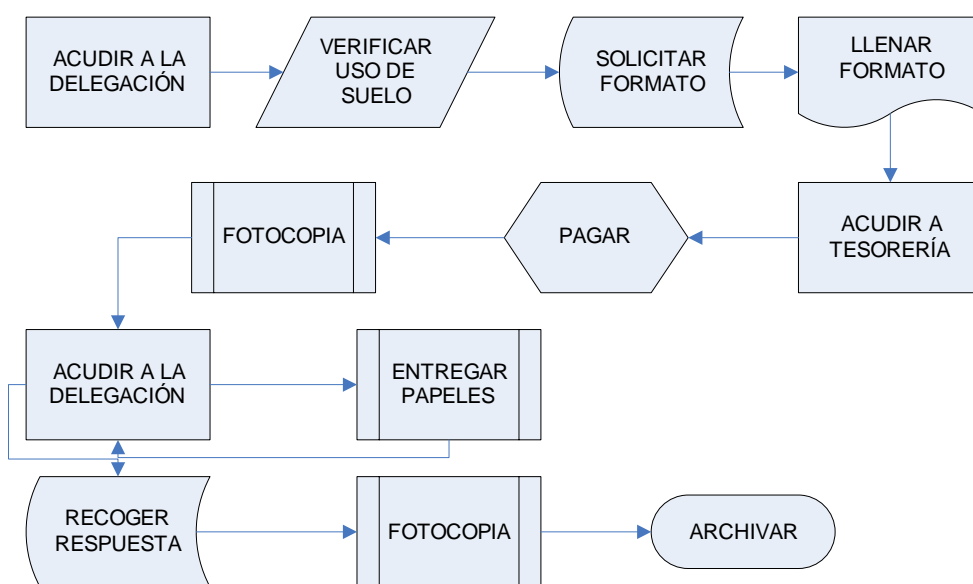 ACUDIR A LA
DELEGACIÓN
VERIFICAR
USO DE
SUELO
SOLICITAR
FORMATO
LLENAR
FORMATO
FOTOCOPIA
PAGAR
ACUDIR A
TESORERÍA
ACUDIR A LA
DELEGACIÓN
ENTREGAR
PAPELES
RECOGER
RESPUESTA
FOTOCOPIA
ARCHIVAR